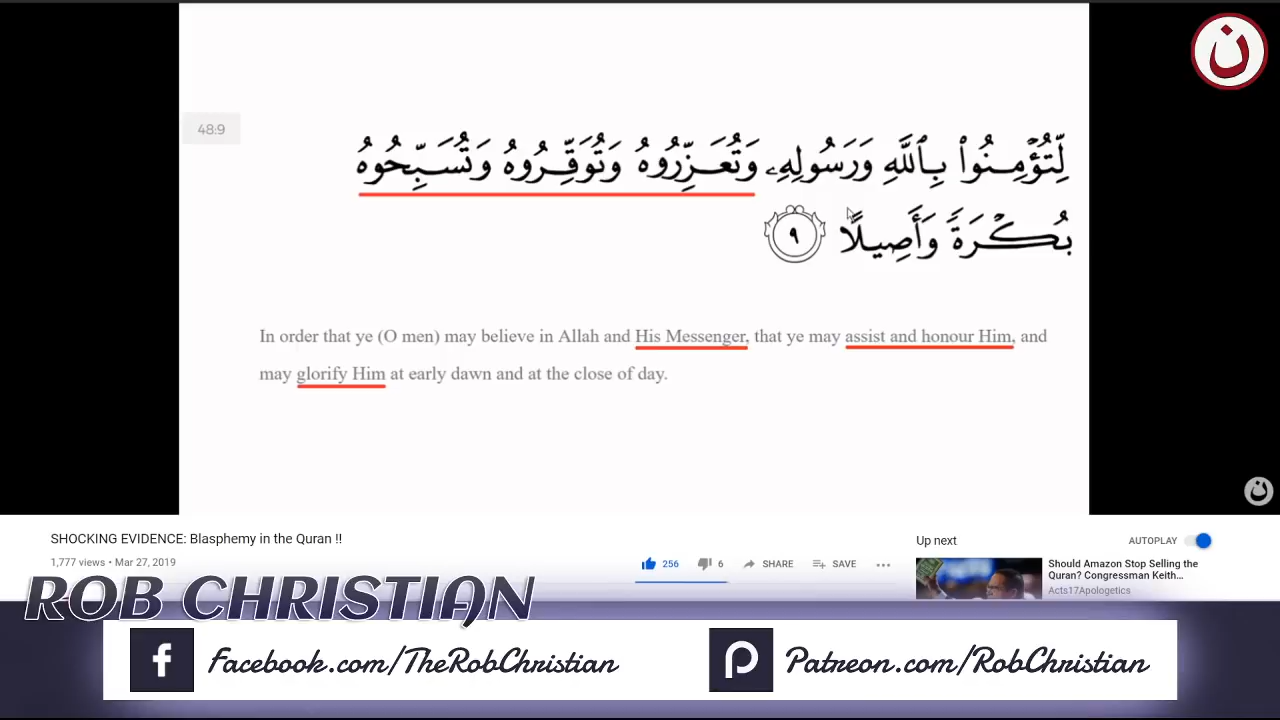 ن
48:9
لِّتُؤْمِنُوا۟ بِٱللَّهِ وَرَسُولِهِۦ وَتُعَزِّرُوهُ وَتُوَقِّرُوهُ وَتُسَبِّحُوهُ
بُكْرَةً وَأَصِيلًا ٩
In order that ye (O men) may believe in Allah and His Messenger, that ye may assist and honour Him, and
may glorify Him at early dawn and at the close of day.
ن
SHOCKING EVIDENCE: Blasphemy in the Quran !!
1,777 views • Mar 27, 2019
256
6
SHARE
SAVE
Up next
AUTOPLAY
Should Amazon Stop Selling the
Quran? Congressman Keith...
Acts17Apologetics
ROB CHRISTIAN
Facebook.com/TheRobChristian
Patreon.com/RobChristian